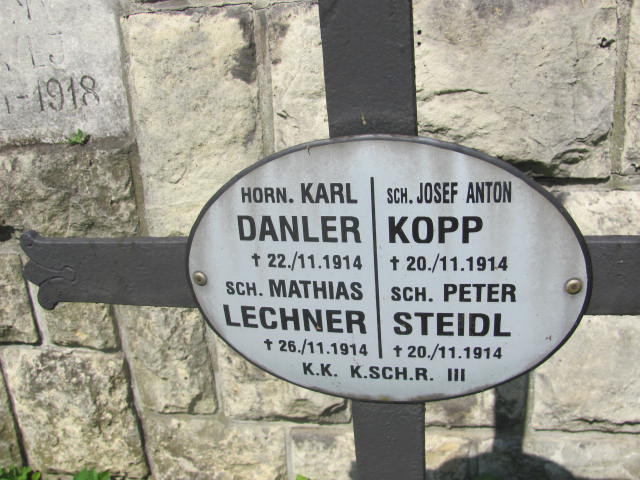 -1918
HORN. KARL
DANLER
✝ 22./11.1914
SCH. MATHIAS
LECHNER
✝ 26./11.1914
SCH. JOSEF ANTON
KOPP
✝ 20./11.1914
SCH. PETER
STEIDL
✝ 20./11.1914
K.K. K.SCH.R. III